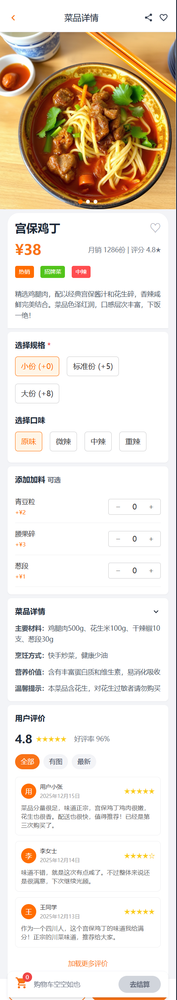 菜品详情
宫保鸡丁
¥38
月销 1286份 | 评分 4.8★
热销 招牌菜 中辣
精选鸡腿肉，配以经典宫保酱汁和花生碎，香辣咸
鲜完美结合。菜品色泽红润，口感层次丰富，下饭
一绝！
选择规格 *
小份 (+0) 标准份 (+5)
大份 (+8)
选择口味
原味 微辣 中辣 重辣
添加加料 可选
青豆粒
+¥2
− 0 +
腰果碎
+¥3
− 0 +
葱段
+¥1
− 0 +
菜品详情
主要材料：鸡腿肉500g、花生米100g、干辣椒10
支、葱段30g
烹饪方式：快手炒菜，健康少油
营养价值：含有丰富蛋白质和维生素，易消化吸收
温馨提示：本菜品含花生，对花生过敏者请勿购买
用户评价
4.8 ★★★★★ 好评率 96%
全部 有图 最新
用 用户小张 ★★★★★
2025年12月15日
菜品分量很足，味道正宗，宫保鸡丁鸡肉很嫩，
花生也很香。配送也很快，值得推荐！已经是第
三次购买了。
李 李女士 ★★★★☆
2025年12月14日
味道不错，就是这次有点咸了。不过整体来说还
是很满意，下次继续光顾。
王 王同学 ★★★★★
2025年12月13日
作为一个四川人，这个宫保鸡丁的味道我给满
分！正宗的川菜味道，推荐给大家。
加载更多评价
0 购物车空空如也 去结算